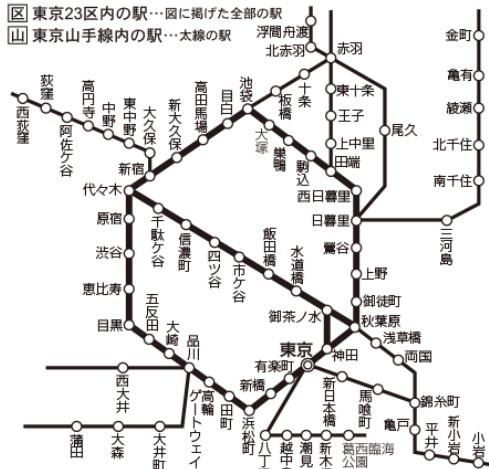 区 東京23区内の駅…図に掲げた全部の駅
山 東京山手線内の駅…太線の駅
浮間舟渡
北赤羽
赤羽
金町
荻窪
西荻窪
高円寺
阿佐ケ谷
中野
東中野
大久保
新大久保
高田馬場
目白
池袋
板橋
十条
東十条
王子
上中里
田端
尾久
亀有
綾瀬
北千住
南千住
大塚
巣鴨
駒込
西日暮里
日暮里
三河島
新宿
代々木
原宿
渋谷
恵比寿
目黒
千駄ケ谷
信濃町
四ツ谷
市ケ谷
飯田橋
水道橋
御茶ノ水
鶯谷
上野
御徒町
秋葉原
浅草橋
両国
五反田
大崎
品川
東京
有楽町
神田
新橋
新日本橋
馬喰町
錦糸町
西大井
高輪
ゲートウェイ
田町
浜松町
亀戸
平井
新小岩
小岩
蒲田
大森
大井町
八丁
越中
潮見
新木
葛西臨海
公園